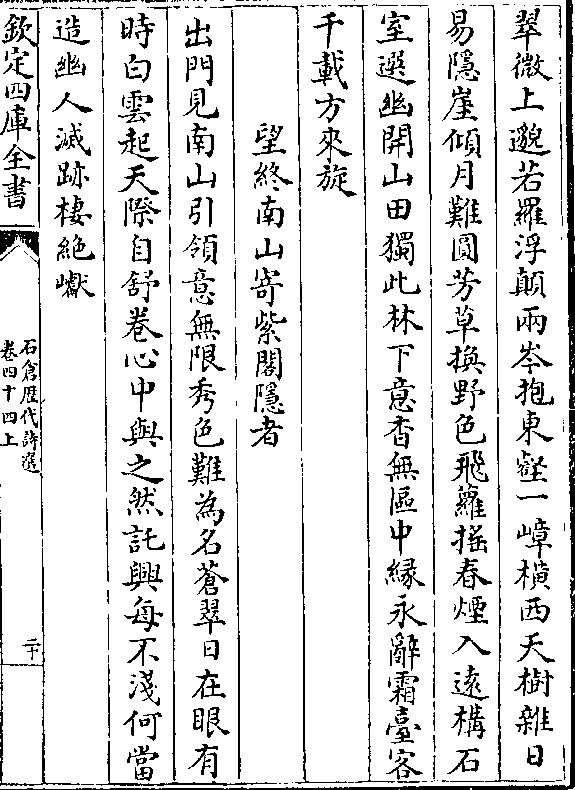 翠微上邈若羅浮顛兩岑抱東壑一嶂橫西天樹雜日
易隱崖傾月難圓芳草換野色飛蘿揺春煙入逺構石
室選幽開山田獨此林下意杳無區中縁永辭霜臺客
千載方來旋
望終南山寄紫閣隱者
出門見南山引領意無限秀色難為名蒼翠日在眼有
時白雲起天際自舒卷心中與之然託興每不淺何當
造幽人滅跡棲絶巘
欽定四庫全書
石倉歴代詩選
卷四十四上
二十